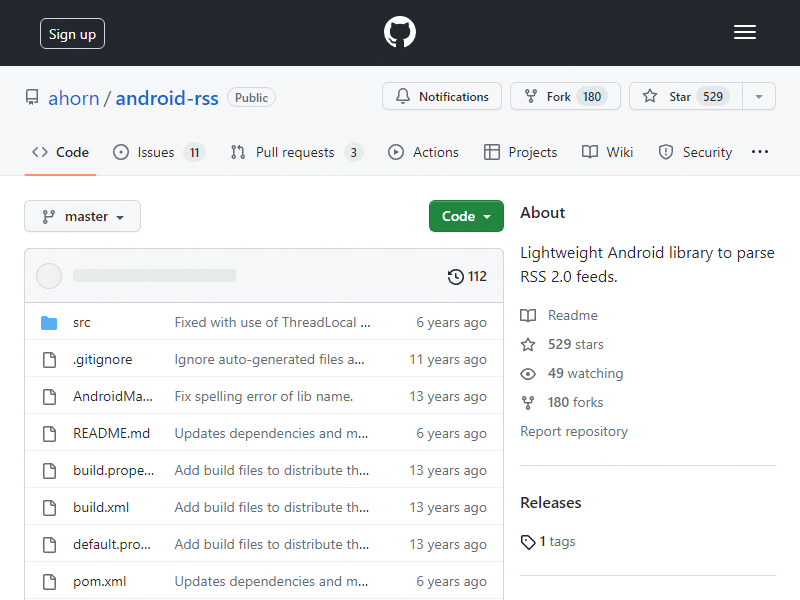 Sign up
ahorn / android-rss Public
Notifications
Fork 180
Star 529
Code
Issues 11
Pull requests 3
Actions
Projects
Wiki
Security
master
Code
112
src Fixed with use of ThreadLocal ... 6 years ago
.gitignore Ignore auto-generated files a... 11 years ago
AndroidMa... Fix spelling error of lib name. 13 years ago
README.md Updates dependencies and m... 6 years ago
build.prope... Add build files to distribute th... 13 years ago
build.xml Add build files to distribute th... 13 years ago
default.pro... Add build files to distribute th... 13 years ago
pom.xml Updates dependencies and m... 6 years ago
About
Lightweight Android library to parse
RSS 2.0 feeds.
Readme
529 stars
49 watching
180 forks
Report repository
Releases
1 tags